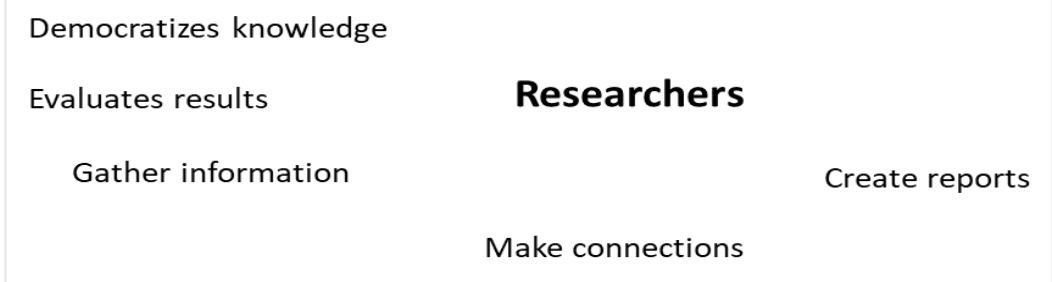 Democratizes knowledge
Evaluates results
Researchers
Gather information
Create reports
Make connections